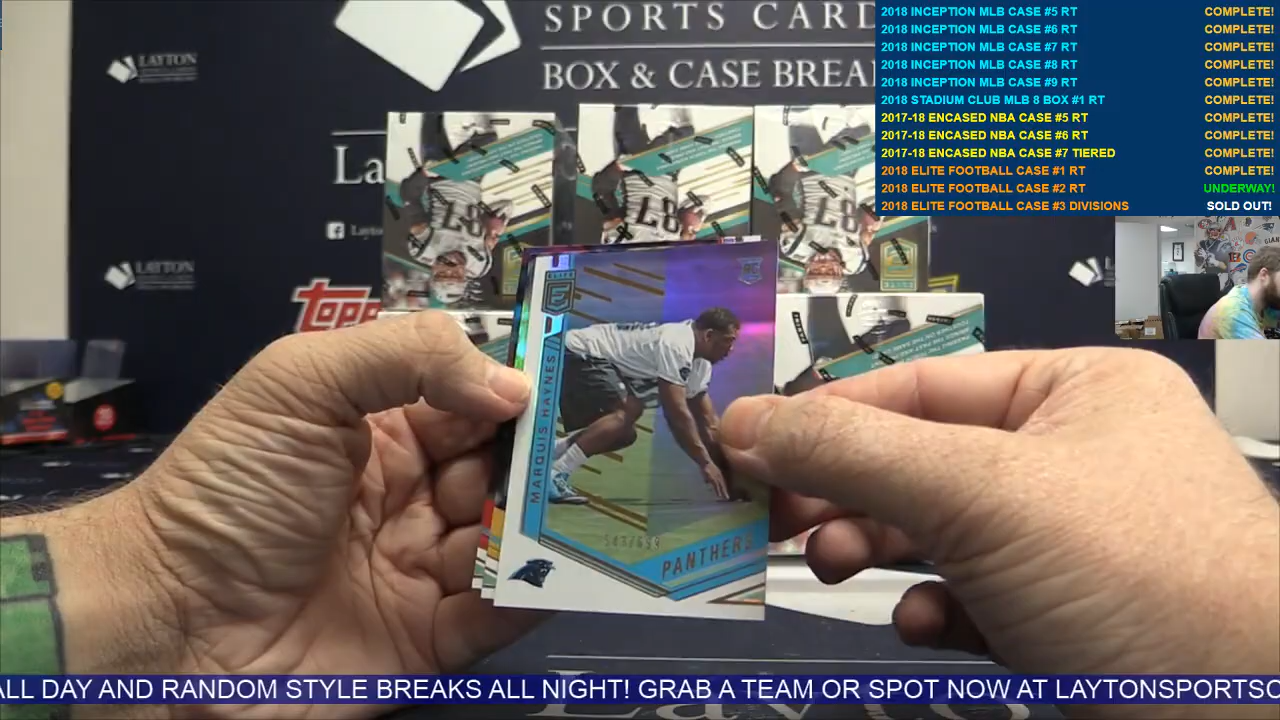 SPORTS CARD
BOX & CASE BREA
LAYTON
La
LAYTON
Topps
87
87
87
ELITE
MARQUIS HAYNES
543/699
PANTHERS
RC
2018 INCEPTION MLB CASE #5 RT COMPLETE!
2018 INCEPTION MLB CASE #6 RT COMPLETE!
2018 INCEPTION MLB CASE #7 RT COMPLETE!
2018 INCEPTION MLB CASE #8 RT COMPLETE!
2018 INCEPTION MLB CASE #9 RT COMPLETE!
2018 STADIUM CLUB MLB 8 BOX #1 RT COMPLETE!
2017-18 ENCASED NBA CASE #5 RT COMPLETE!
2017-18 ENCASED NBA CASE #6 RT COMPLETE!
2017-18 ENCASED NBA CASE #7 TIERED COMPLETE!
2018 ELITE FOOTBALL CASE #1 RT COMPLETE!
2018 ELITE FOOTBALL CASE #2 RT UNDERWAY!
2018 ELITE FOOTBALL CASE #3 DIVISIONS SOLD OUT!
ALL DAY AND RANDOM STYLE BREAKS ALL NIGHT! GRAB A TEAM OR SPOT NOW AT LAYTONSPORTSC